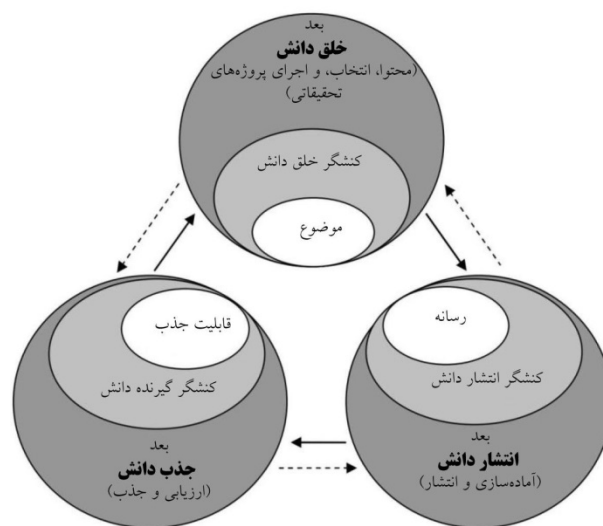 بعد
خلق دانش
(محتوا، انتخاب، و اجرای پروژه‌های
تحقیقاتی)
کنشگر خلق دانش
موضوع
قابلیت جذب
کنشگر گیرنده دانش
بعد
جذب دانش
(ارزیابی و جذب)
رسانه
کنشگر انتشار دانش
بعد
انتشار دانش
(آماده‌سازی و انتشار)